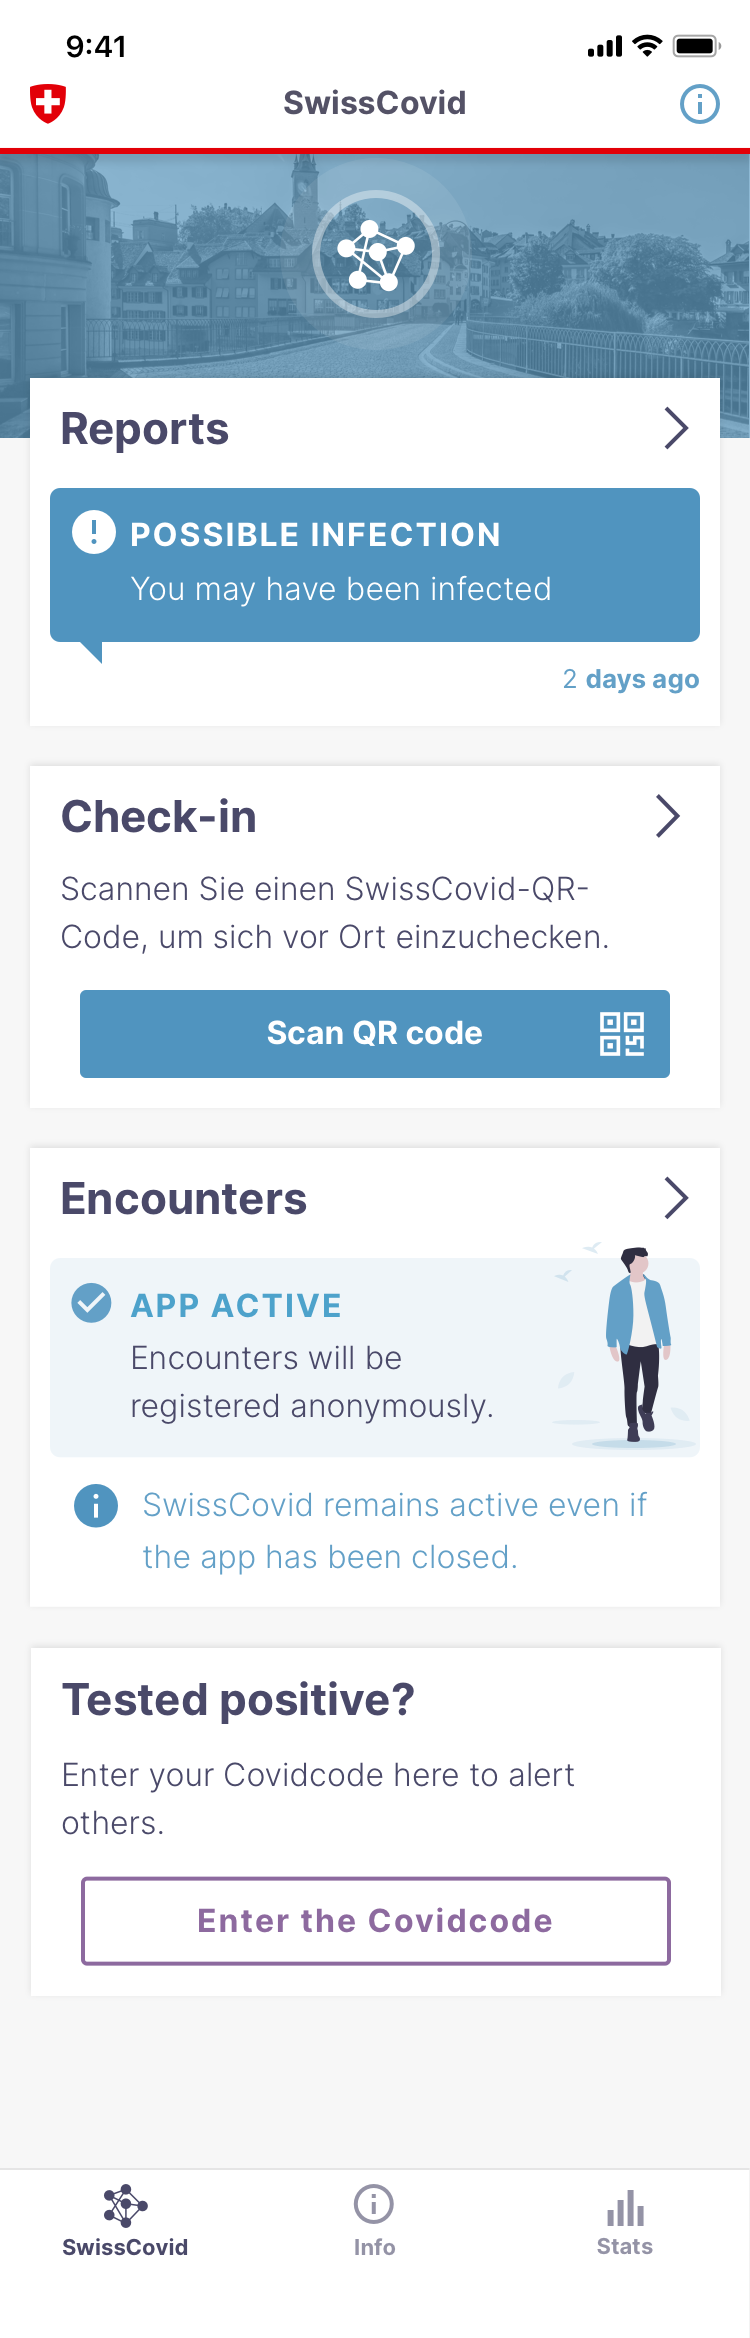 9:41
SwissCovid
Reports
POSSIBLE INFECTION
You may have been infected
2 days ago
Check-in
Scannen Sie einen SwissCovid-QR-
Code, um sich vor Ort einzuchecken.
Scan QR code
Encounters
APP ACTIVE
Encounters will be
registered anonymously.
SwissCovid remains active even if
the app has been closed.
Tested positive?
Enter your Covidcode here to alert
others.
Enter the Covidcode
SwissCovid
Info
Stats